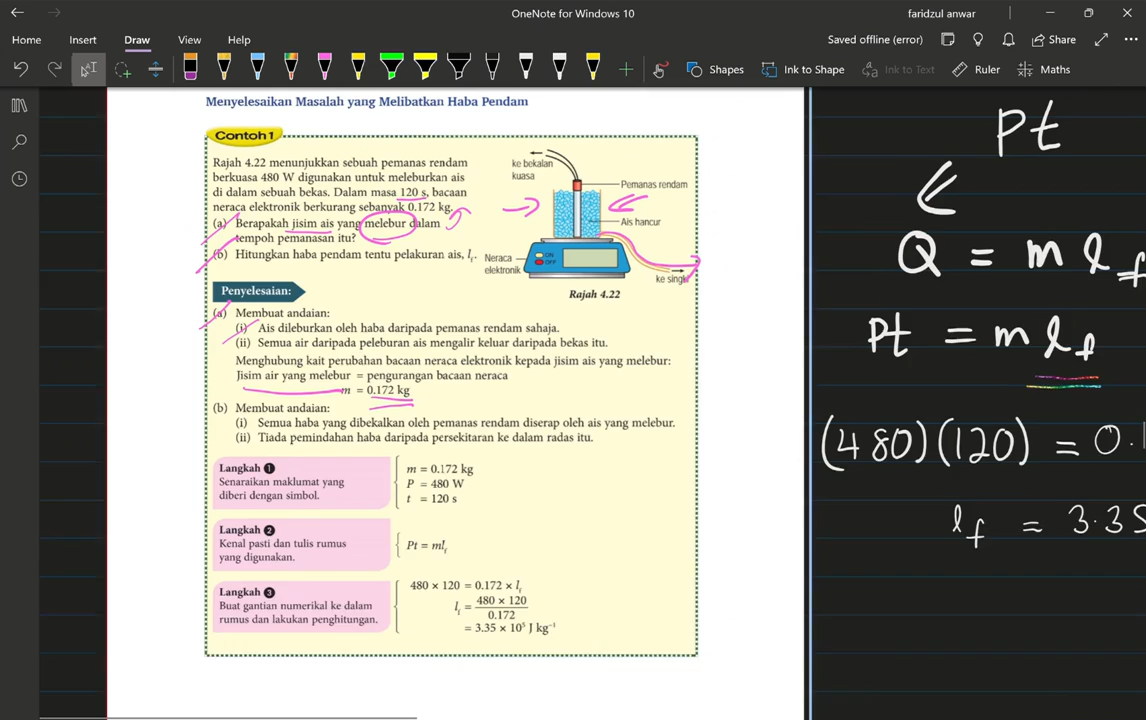 OneNote for Windows 10
faridzul anwar
Home Insert Draw View Help
Saved offline (error)
Share
Shapes
Ink to Shape
Ink to Text
Ruler
Maths
Menyelesaikan Masalah yang Melibatkan Haba Pendam
Contoh 1
Rajah 4.22 menunjukkan sebuah pemanas rendam
berkuasa 480 W digunakan untuk meleburkan ais
di dalam sebuah bekas. Dalam masa 120 s, bacaan
neraca elektronik berkurang sebanyak 0.172 kg.
(a) Berapakah jisim ais yang melebur dalam
tempoh pemanasan itu?
(b) Hitungkan haba pendam tentu pelakuran ais, lf.
ke bekalan
kuasa
Pemanas rendam
Ais hancur
ON
OFF
Neraca
elektronik
ke singki
Rajah 4.22
Penyelesaian:
(a) Membuat andaian:
(i) Ais dileburkan oleh haba daripada pemanas rendam sahaja.
(ii) Semua air daripada peleburan ais mengalir keluar daripada bekas itu.
Menghubung kait perubahan bacaan neraca elektronik kepada jisim ais yang melebur:
Jisim air yang melebur = pengurangan bacaan neraca
m = 0.172 kg
(b) Membuat andaian:
(i) Semua haba yang dibekalkan oleh pemanas rendam diserap oleh ais yang melebur.
(ii) Tiada pemindahan haba daripada persekitaran ke dalam radas itu.
Langkah 1
Senaraikan maklumat yang
diberi dengan simbol.
m = 0.172 kg
P = 480 W
t = 120 s
Langkah 2
Kenal pasti dan tulis rumus
yang digunakan.
Pt = mlf
Langkah 3
Buat gantian numerikal ke dalam
rumus dan lakukan penghitungan.
480 × 120 = 0.172 × lf
lf = 480 × 120
0.172
= 3.35 × 10⁵ J kg⁻¹
Pt
Q = m lf
Pt = m lf
(480)(120) = 0.1
lf = 3.35